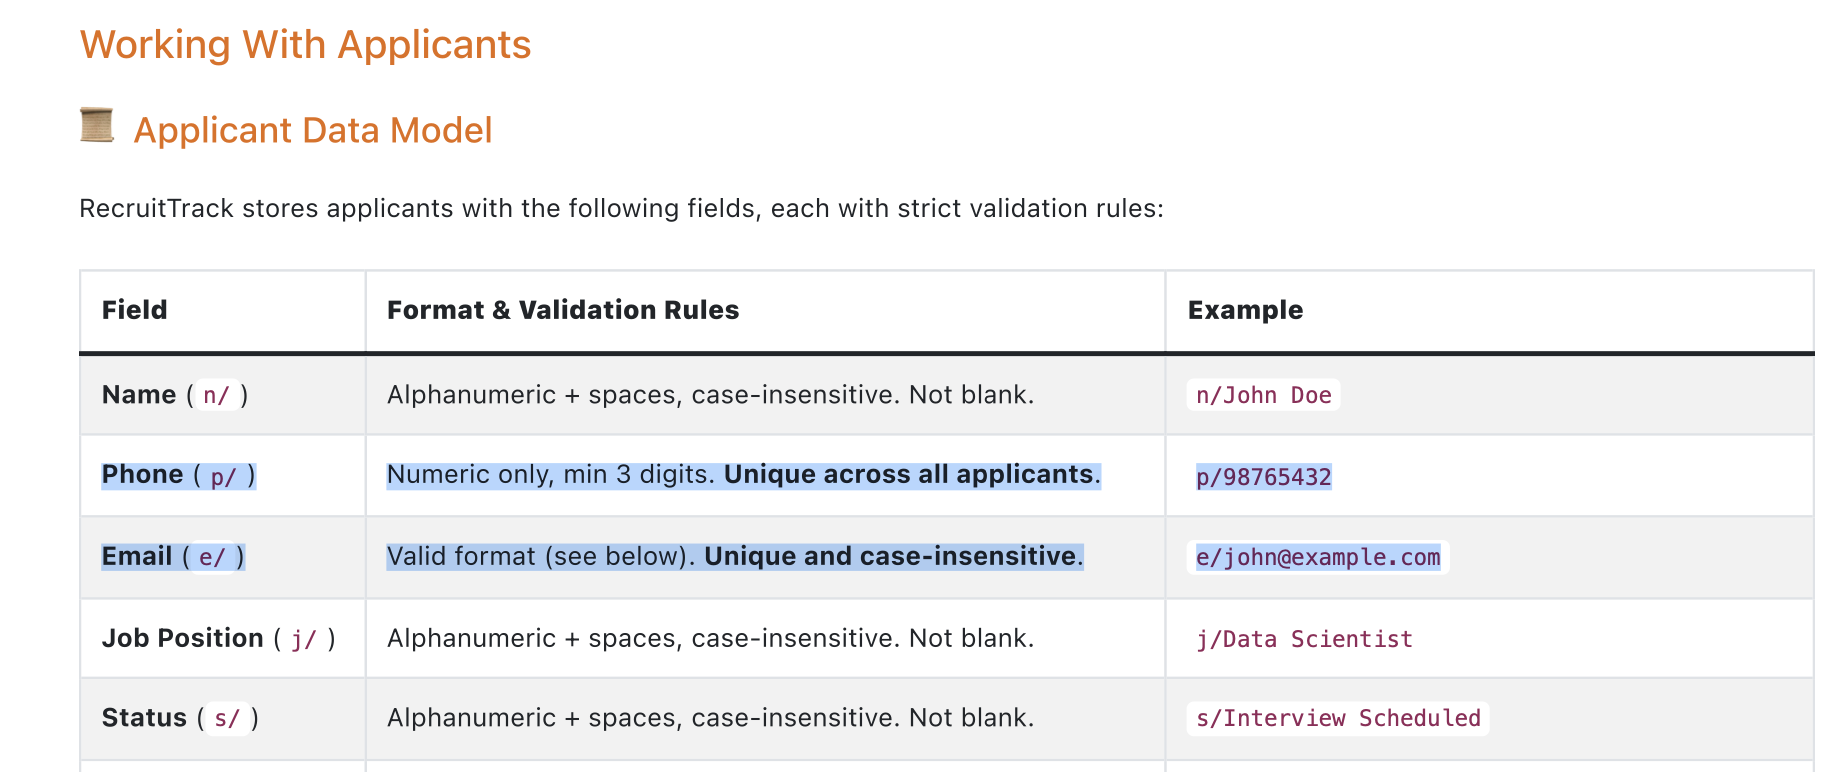 Working With Applicants
Applicant Data Model
RecruitTrack stores applicants with the following fields, each with strict validation rules:
Field Format & Validation Rules Example
Name ( n/ ) Alphanumeric + spaces, case-insensitive. Not blank. n/John Doe
Phone ( p/ ) Numeric only, min 3 digits. Unique across all applicants. p/98765432
Email ( e/ ) Valid format (see below). Unique and case-insensitive. e/john@example.com
Job Position ( j/ ) Alphanumeric + spaces, case-insensitive. Not blank. j/Data Scientist
Status ( s/ ) Alphanumeric + spaces, case-insensitive. Not blank. s/Interview Scheduled